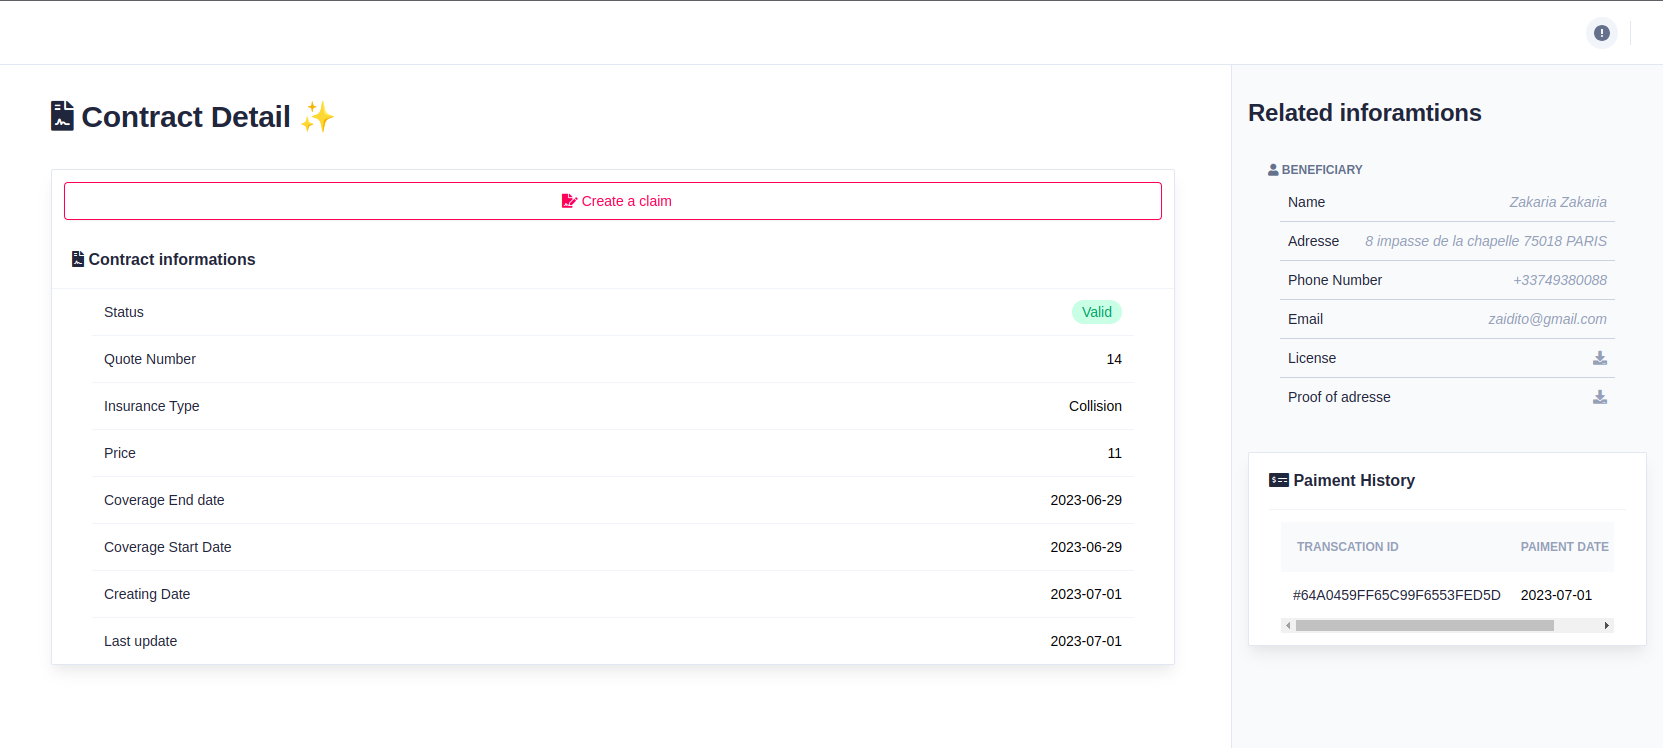 Contract Detail ✨
Create a claim
Contract informations
Status Valid
Quote Number 14
Insurance Type Collision
Price 11
Coverage End date 2023-06-29
Coverage Start Date 2023-06-29
Creating Date 2023-07-01
Last update 2023-07-01
Related inforamtions
BENEFICIARY
Name Zakaria Zakaria
Adresse 8 impasse de la chapelle 75018 PARIS
Phone Number +33749380088
Email zaidito@gmail.com
License
Proof of adresse
Paiment History
TRANSCATION ID PAIMENT DATE
#64A0459FF65C99F6553FED5D 2023-07-01